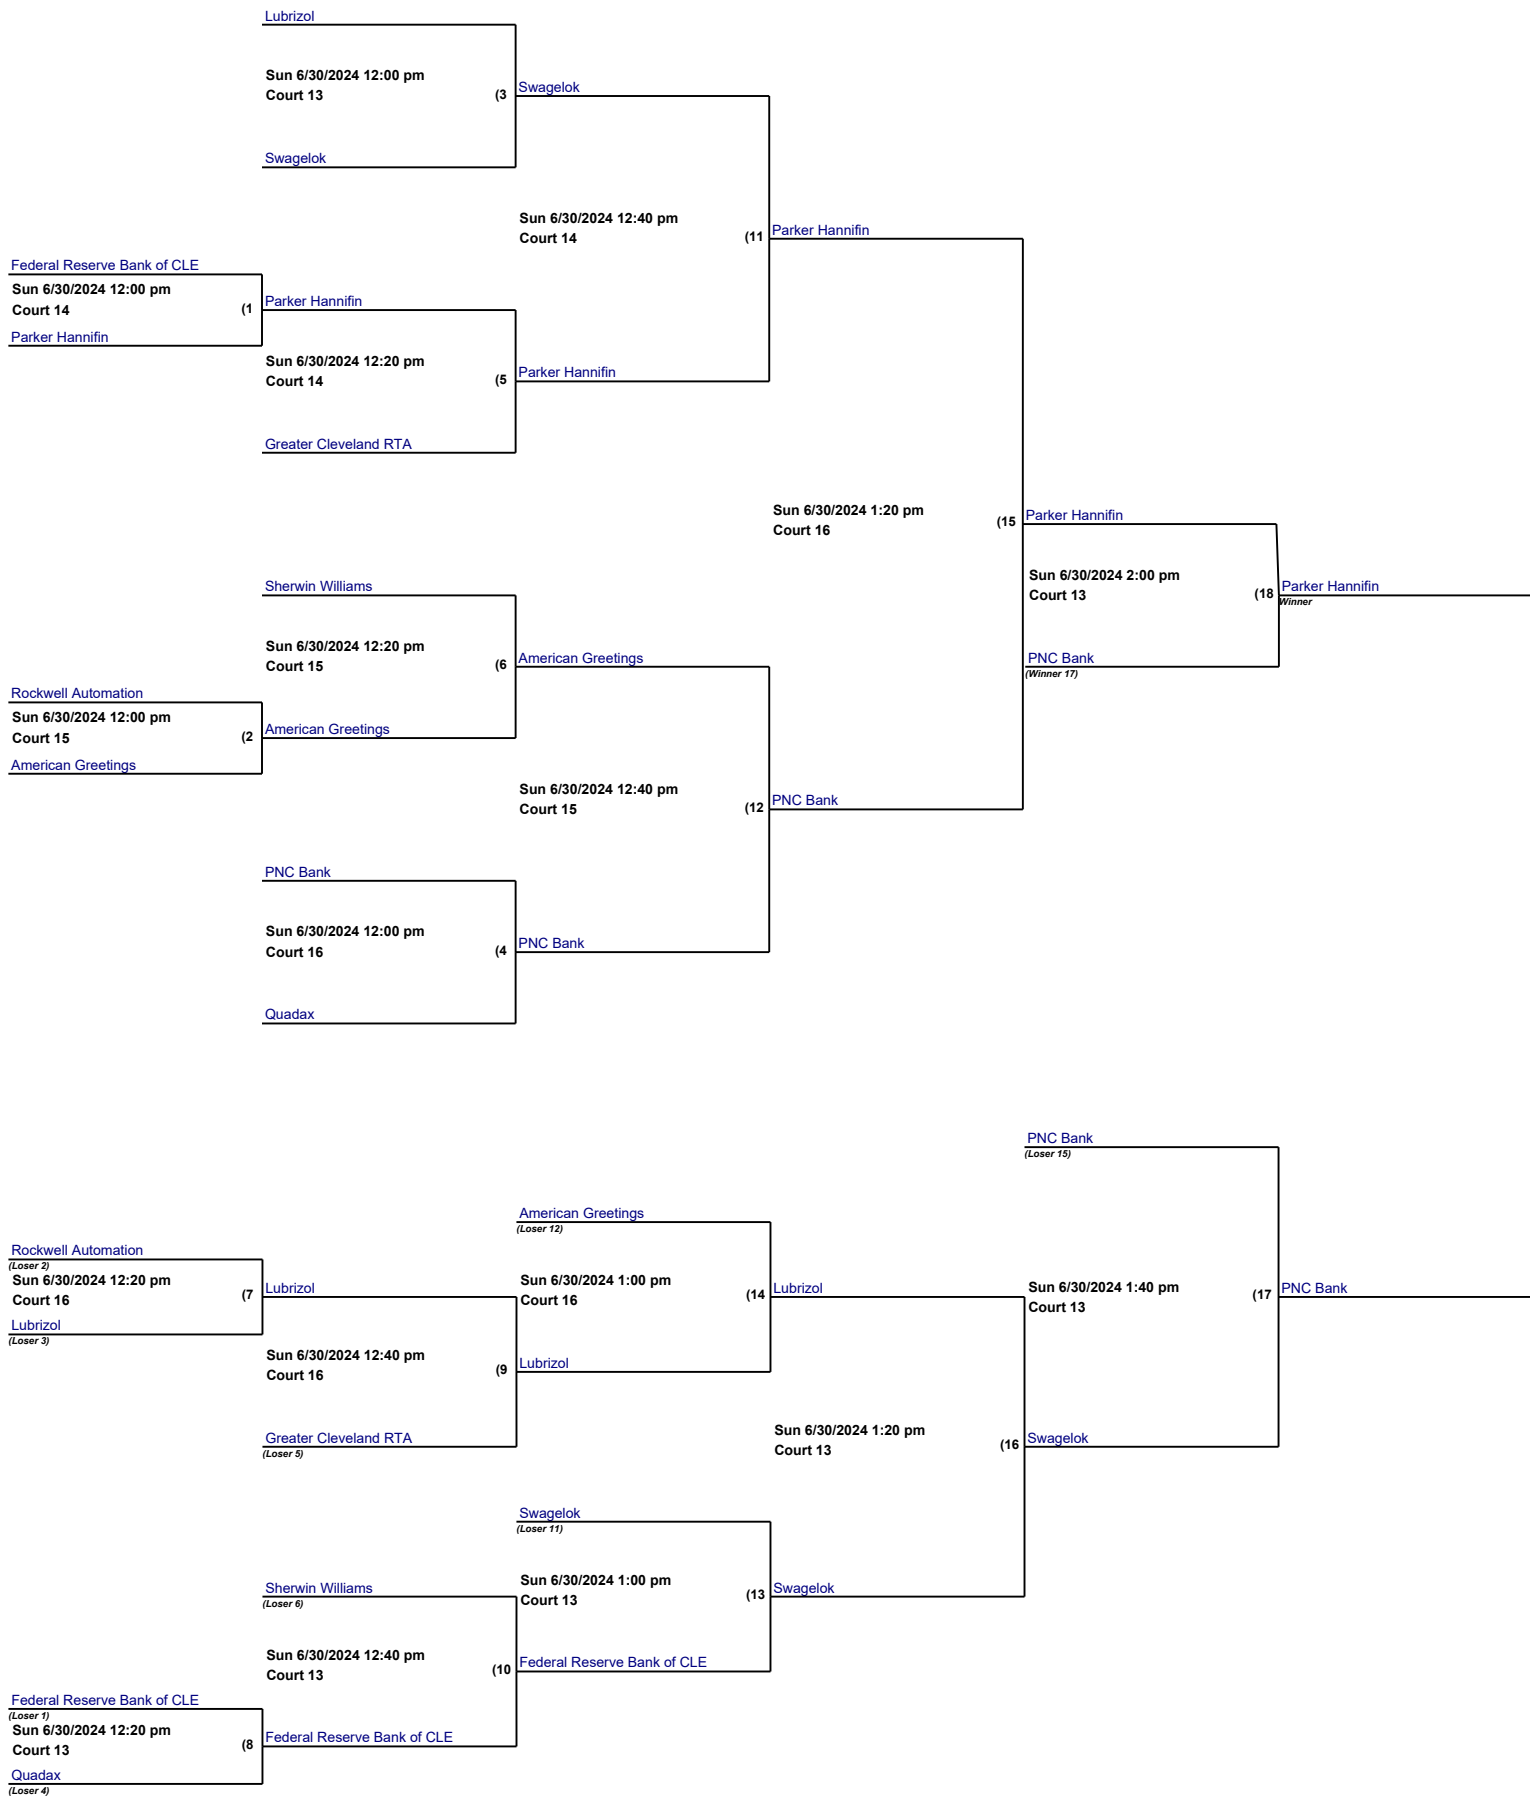 Lubrizol
Sun 6/30/2024 12:00 pm
Court 13
(3
Swagelok
Swagelok
Sun 6/30/2024 12:40 pm
Court 14
(11
Parker Hannifin
Federal Reserve Bank of CLE
Sun 6/30/2024 12:00 pm
Court 14
(1
Parker Hannifin
Parker Hannifin
Sun 6/30/2024 12:20 pm
Court 14
(5
Parker Hannifin
Greater Cleveland RTA
Sun 6/30/2024 1:20 pm
Court 16
(15
Parker Hannifin
Sun 6/30/2024 2:00 pm
Court 13
(18
Parker Hannifin
Winner
PNC Bank
(Winner 17)
Sherwin Williams
Sun 6/30/2024 12:20 pm
Court 15
(6
American Greetings
Rockwell Automation
Sun 6/30/2024 12:00 pm
Court 15
(2
American Greetings
American Greetings
Sun 6/30/2024 12:40 pm
Court 15
(12
PNC Bank
PNC Bank
Sun 6/30/2024 12:00 pm
Court 16
(4
PNC Bank
Quadax
PNC Bank
(Loser 15)
American Greetings
(Loser 12)
Rockwell Automation
(Loser 2)
Sun 6/30/2024 12:20 pm
Court 16
(7
Lubrizol
Lubrizol
(Loser 3)
Sun 6/30/2024 1:00 pm
Court 16
(14
Lubrizol
Sun 6/30/2024 1:40 pm
Court 13
(17
PNC Bank
Sun 6/30/2024 12:40 pm
Court 16
(9
Lubrizol
Greater Cleveland RTA
(Loser 5)
Sun 6/30/2024 1:20 pm
Court 13
(16
Swagelok
Swagelok
(Loser 11)
Sun 6/30/2024 1:00 pm
Court 13
(13
Swagelok
Sherwin Williams
(Loser 6)
Sun 6/30/2024 12:40 pm
Court 13
(10
Federal Reserve Bank of CLE
Federal Reserve Bank of CLE
(Loser 1)
Sun 6/30/2024 12:20 pm
Court 13
(8
Federal Reserve Bank of CLE
Quadax
(Loser 4)